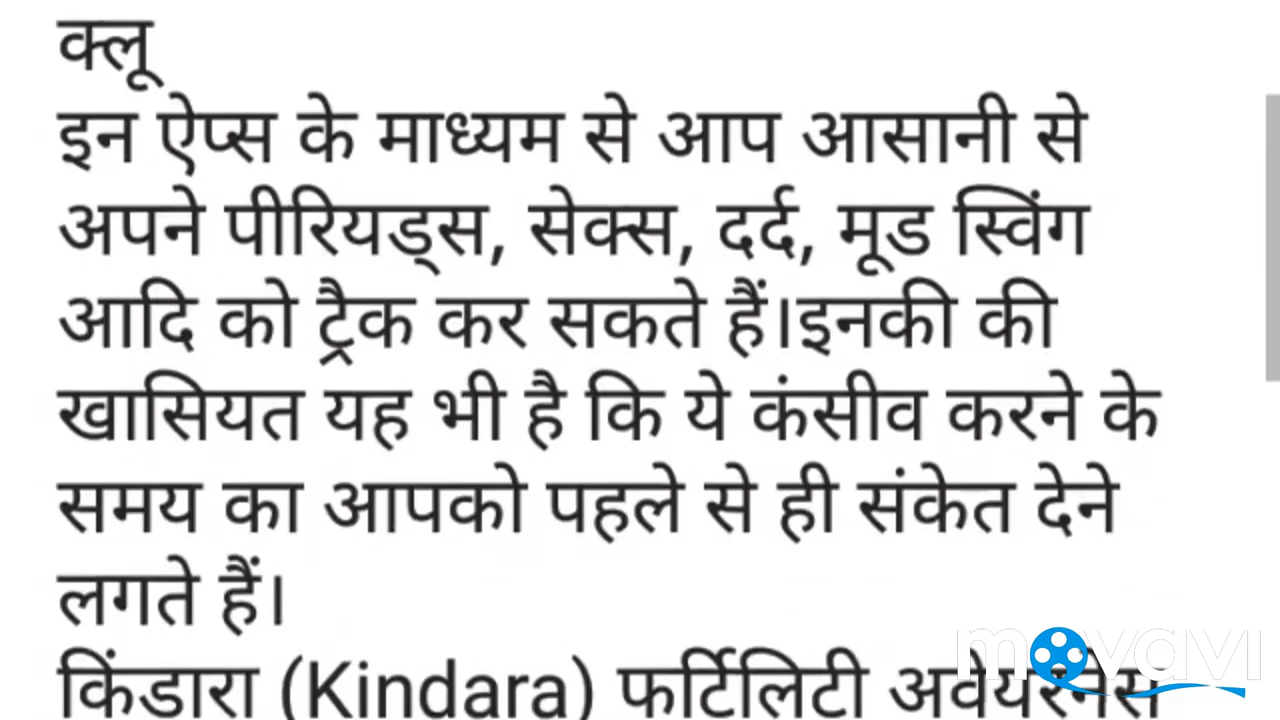 क्लू
इन ऐप्स के माध्यम से आप आसानी से
अपने पीरियड्स, सेक्स, दर्द, मूड स्विंग
आदि को ट्रैक कर सकते हैं।इनकी की
खासियत यह भी है कि ये कंसीव करने के
समय का आपको पहले से ही संकेत देने
लगते हैं।
किंडारा (Kindara) फर्टिलिटी अवेयरनेस
movavi